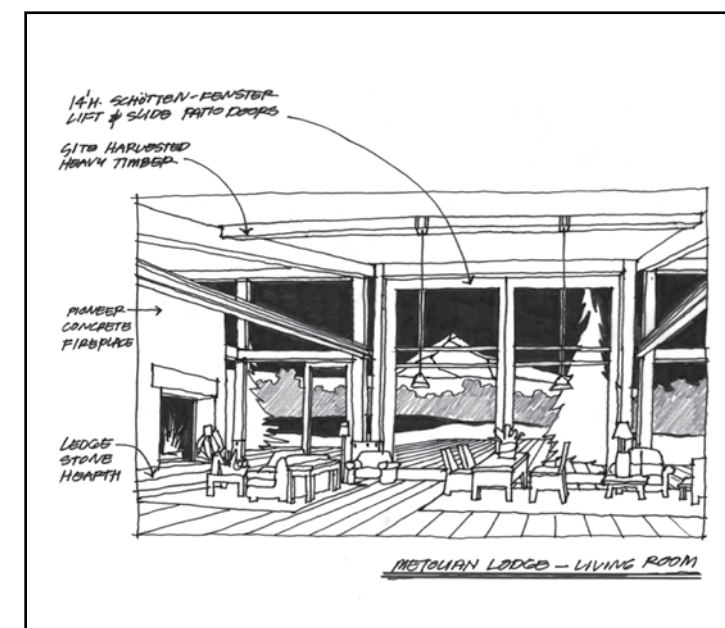 14'H. SCHÖTTEN-FENSTER
LIFT & SLIDE PATIO DOORS
SITE HARVESTED
HEAVY TIMBER
PIONEER
CONCRETE
FIREPLACE
LEDGE
STONE
HEARTH
METOLIAN LODGE – LIVING ROOM